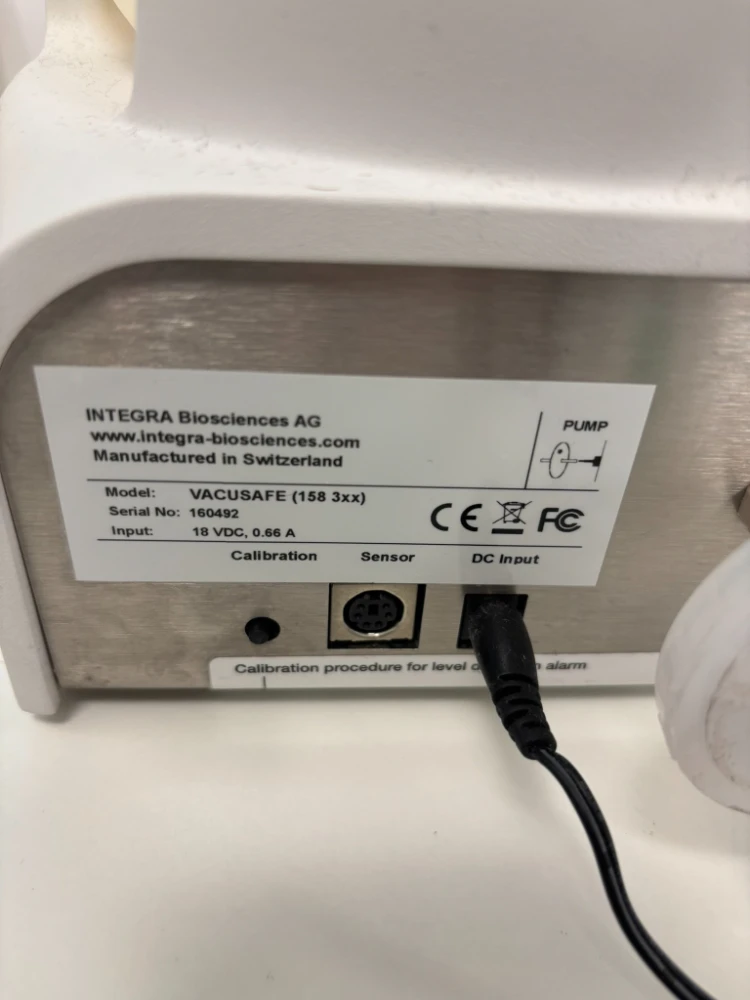 INTEGRA Biosciences AG
www.integra-biosciences.com
Manufactured in Switzerland
PUMP
Model: VACUSAFE (158 3xx)
Serial No: 160492
Input: 18 VDC, 0.66 A
CE FC
Calibration Sensor DC Input
Calibration procedure for level alarm